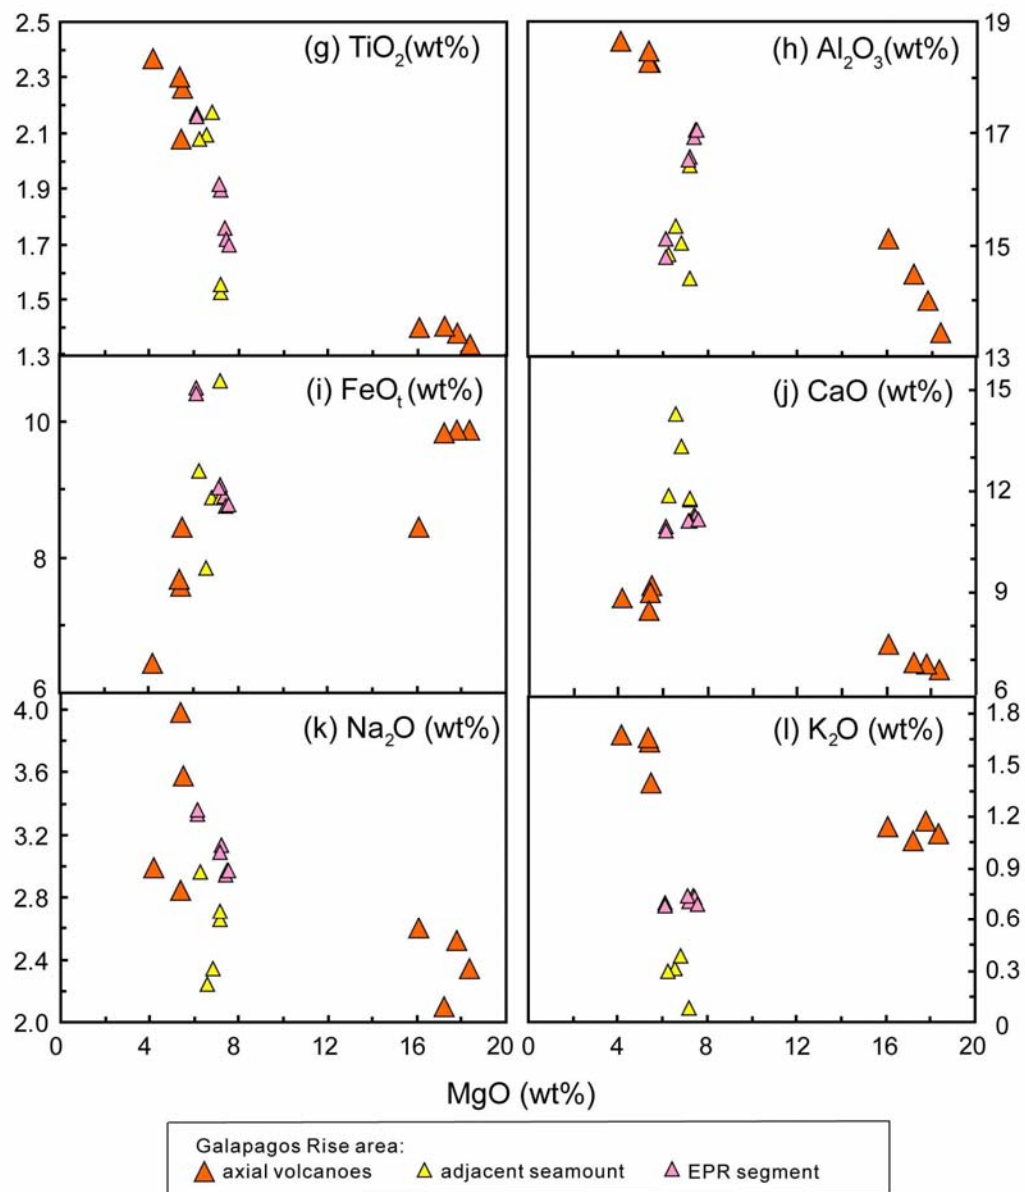 2.5
2.3
2.1
1.9
1.7
1.5
1.3
(g) TiO₂(wt%)
(h) Al₂O₃(wt%)
19
17
15
13
10
8
6
(i) FeOₜ (wt%)
(j) CaO (wt%)
15
12
9
6
4.0
3.6
3.2
2.8
2.4
2.0
(k) Na₂O (wt%)
(l) K₂O (wt%)
1.8
1.5
1.2
0.9
0.6
0.3
0
0 4 8 12 16 20
4 8 12 16 20
MgO (wt%)
Galapagos Rise area:
axial volcanoes adjacent seamount EPR segment